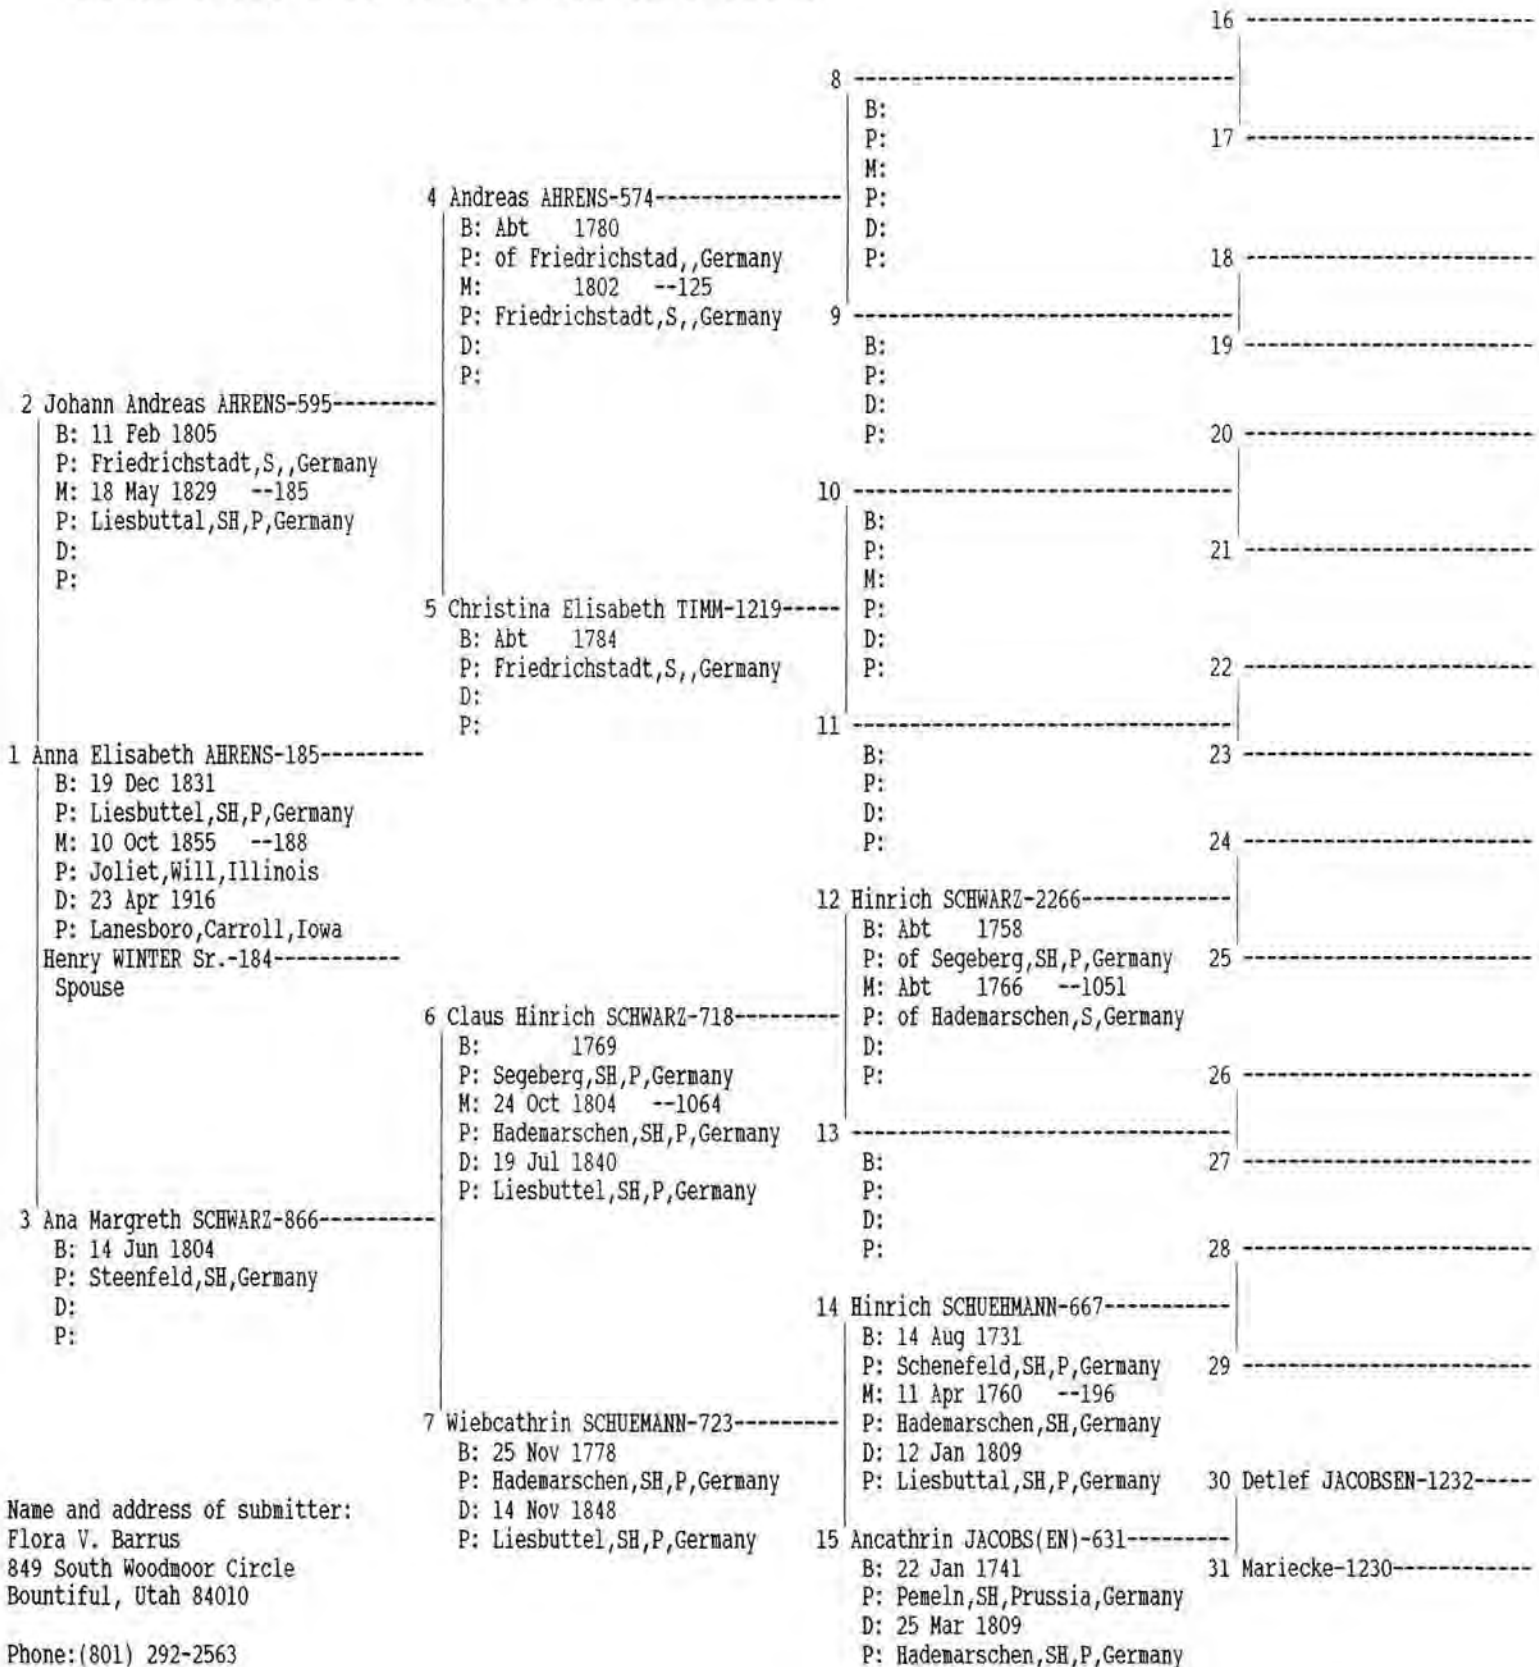 16
8
B:
P:
17
M:
4 Andreas AHRENS-574
P:
B: Abt 1780
D:
P: of Friedrichstad,,Germany
P:
18
M: 1802 --125
P: Friedrichstadt,S,,Germany
9
D:
B:
19
P:
P:
2 Johann Andreas AHRENS-595
D:
B: 11 Feb 1805
P:
20
P: Friedrichstadt,S,,Germany
M: 18 May 1829 --185
10
P: Liesbuttal,SH,P,Germany
B:
D:
P:
21
P:
M:
5 Christina Elisabeth TIMM-1219
P:
B: Abt 1784
D:
P: Friedrichstadt,S,,Germany
P:
22
D:
P:
11
1 Anna Elisabeth AHRENS-185
B:
23
B: 19 Dec 1831
P:
P: Liesbuttel,SH,P,Germany
D:
M: 10 Oct 1855 --188
P:
24
P: Joliet,Will,Illinois
D: 23 Apr 1916
12 Hinrich SCHWARZ-2266
P: Lanesboro,Carroll,Iowa
B: Abt 1758
Henry WINTER Sr.-184
P: of Segeberg,SH,P,Germany
25
Spouse
M: Abt 1766 --1051
6 Claus Hinrich SCHWARZ-718
P: of Hademarschen,S,Germany
B: 1769
D:
P: Segeberg,SH,P,Germany
P:
26
M: 24 Oct 1804 --1064
P: Hademarschen,SH,P,Germany
13
D: 19 Jul 1840
B:
27
P: Liesbuttel,SH,P,Germany
P:
3 Ana Margreth SCHWARZ-866
D:
B: 14 Jun 1804
P:
28
P: Steenfeld,SH,Germany
D:
14 Hinrich SCHUEHMANN-667
P:
B: 14 Aug 1731
P: Schenefeld,SH,P,Germany
29
M: 11 Apr 1760 --196
7 Wiebcathrin SCHUEMANN-723
P: Hademarschen,SH,Germany
B: 25 Nov 1778
D: 12 Jan 1809
P: Hademarschen,SH,P,Germany
P: Liesbuttal,SH,P,Germany
30 Detlef JACOBSEN-1232
Name and address of submitter:
D: 14 Nov 1848
Flora V. Barrus
P: Liesbuttel,SH,P,Germany
15 Ancathrin JACOBS(EN)-631
849 South Woodmoor Circle
B: 22 Jan 1741
31 Mariecke-1230
Bountiful, Utah 84010
P: Pemeln,SH,Prussia,Germany
D: 25 Mar 1809
Phone:(801) 292-2563
P: Hademarschen,SH,P,Germany